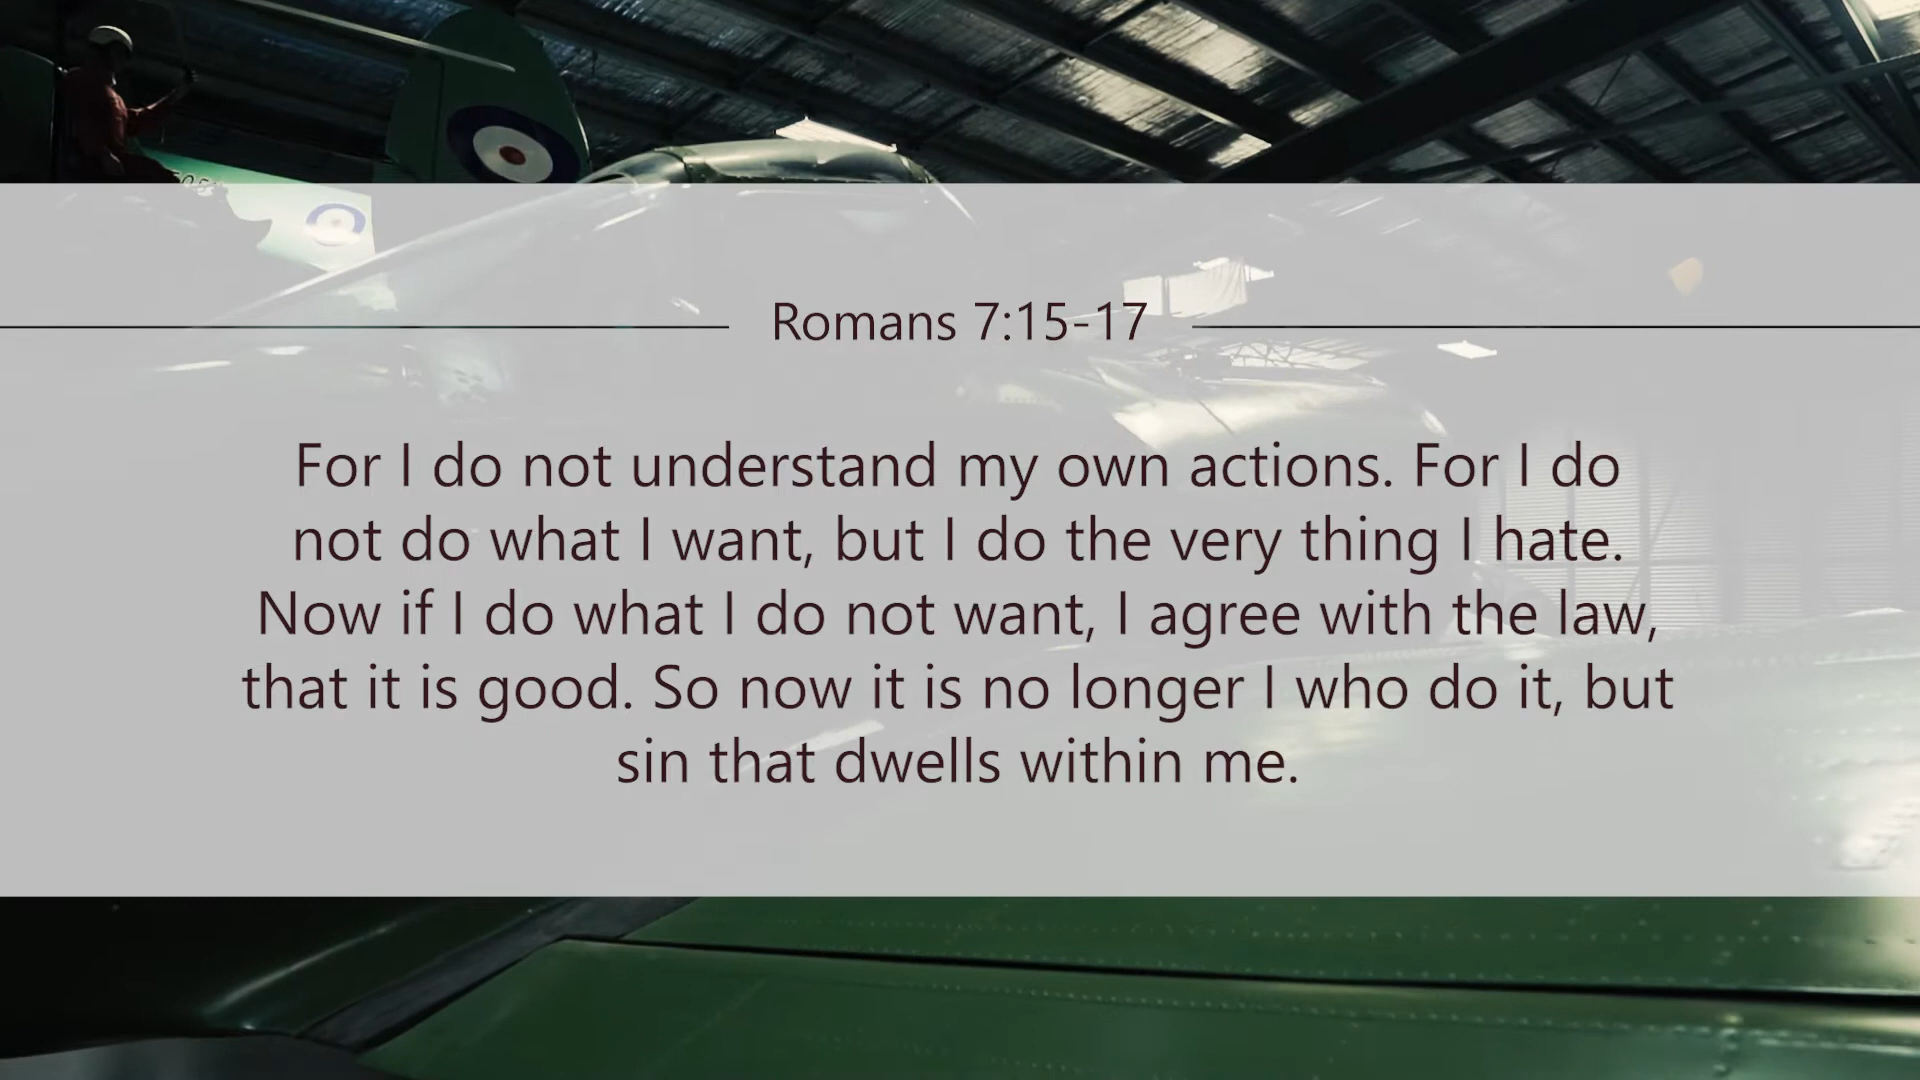 Romans 7:15-17
For I do not understand my own actions. For I do
not do what I want, but I do the very thing I hate.
Now if I do what I do not want, I agree with the law,
that it is good. So now it is no longer I who do it, but
sin that dwells within me.